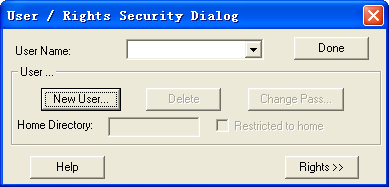 User / Rights Security Dialog
User Name:
Done
User ...
New User...
Delete
Change Pass...
Home Directory:
Restricted to home
Help
Rights >>